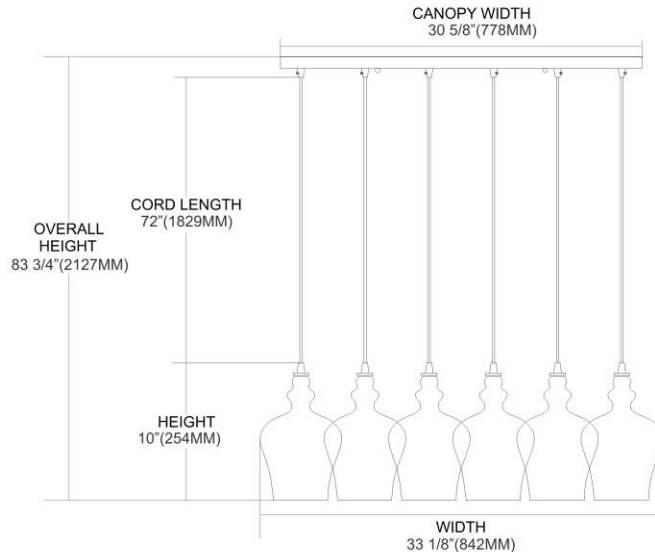 CANOPY WIDTH
30 5/8”(778MM)
CORD LENGTH
72”(1829MM)
OVERALL
HEIGHT
83 3/4”(2127MM)
HEIGHT
10”(254MM)
WIDTH
33 1/8”(842MM)